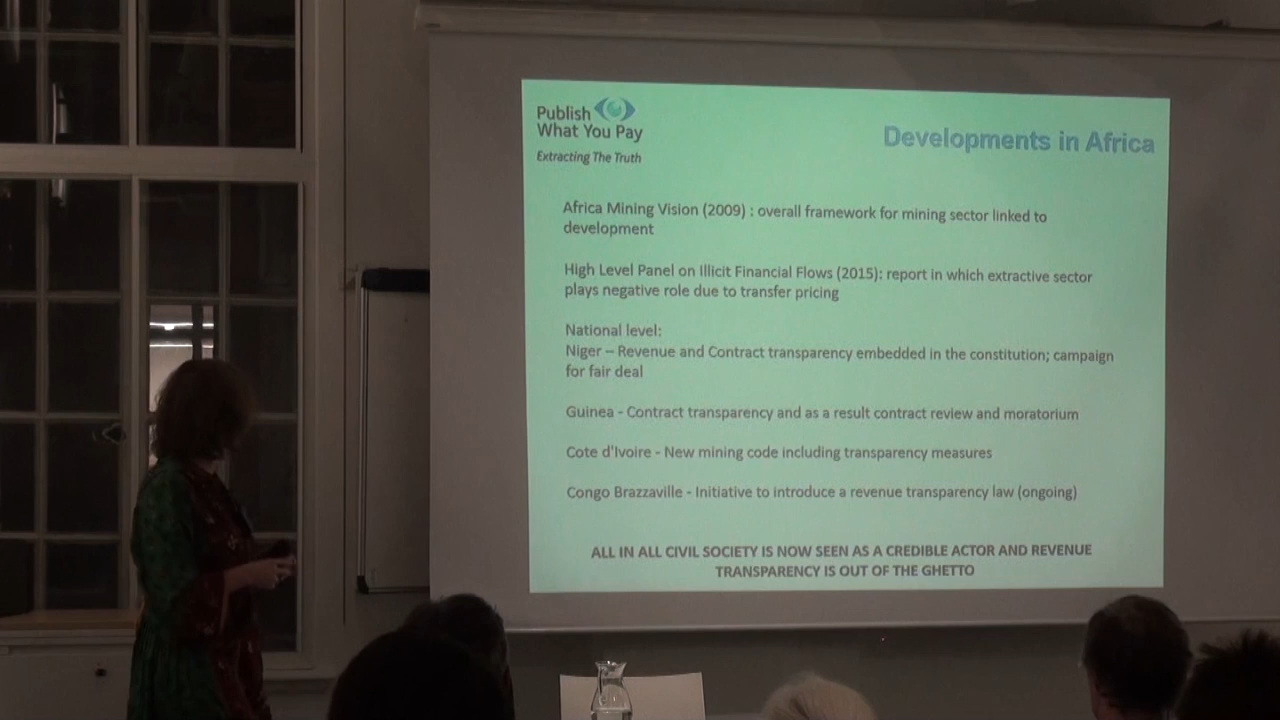 Publish
What You Pay
Extracting The Truth
Developments in Africa
Africa Mining Vision (2009) : overall framework for mining sector linked to
development
High Level Panel on Illicit Financial Flows (2015): report in which extractive sector
plays negative role due to transfer pricing
National level:
Niger – Revenue and Contract transparency embedded in the constitution; campaign
for fair deal
Guinea - Contract transparency and as a result contract review and moratorium
Cote d'Ivoire - New mining code including transparency measures
Congo Brazzaville - Initiative to introduce a revenue transparency law (ongoing)
ALL IN ALL CIVIL SOCIETY IS NOW SEEN AS A CREDIBLE ACTOR AND REVENUE
TRANSPARENCY IS OUT OF THE GHETTO